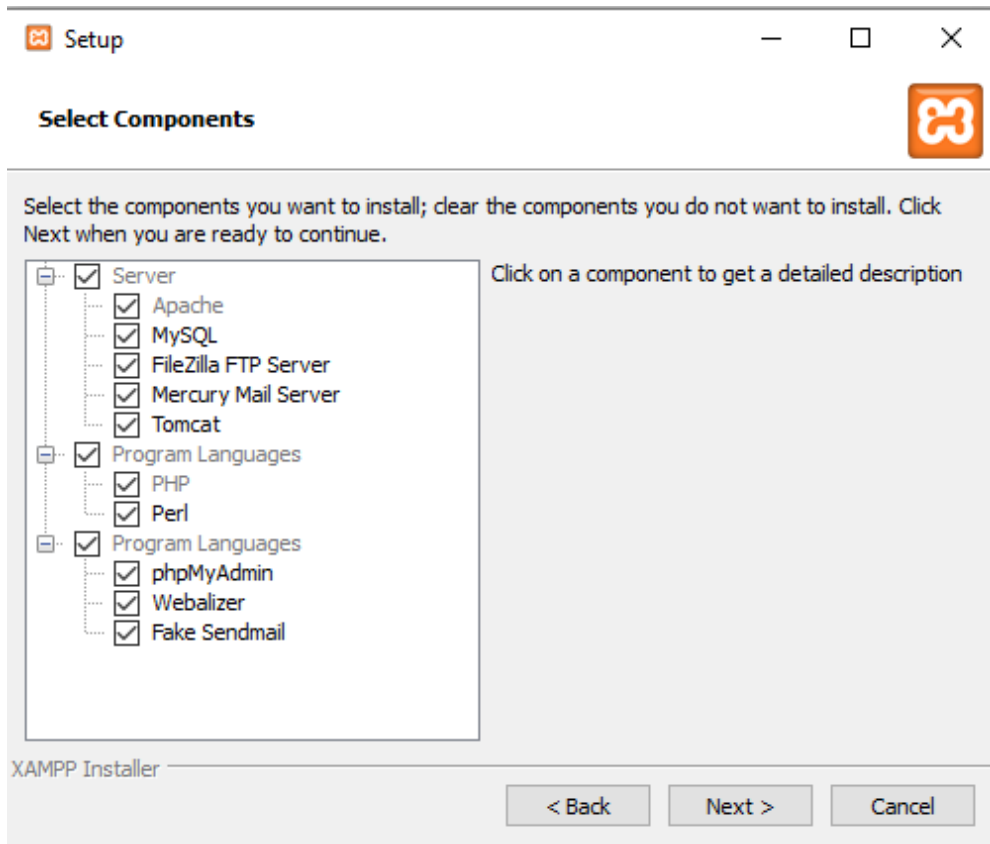 Setup
Select Components
Select the components you want to install; clear the components you do not want to install. Click
Next when you are ready to continue.
Server
Apache
MySQL
FileZilla FTP Server
Mercury Mail Server
Tomcat
Program Languages
PHP
Perl
Program Languages
phpMyAdmin
Webalizer
Fake Sendmail
Click on a component to get a detailed description
XAMPP Installer
< Back
Next >
Cancel